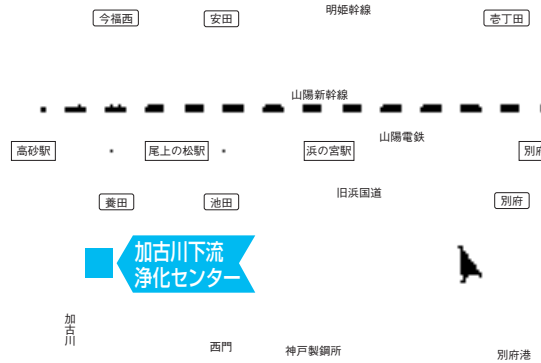 明姫幹線
今福西
安田
壱丁田
山陽新幹線
山陽電鉄
高砂駅
尾上の松駅
浜の宮駅
別府
旧浜国道
養田
池田
別府
加古川下流
浄化センター
加古川
西門
神戸製鋼所
別府港